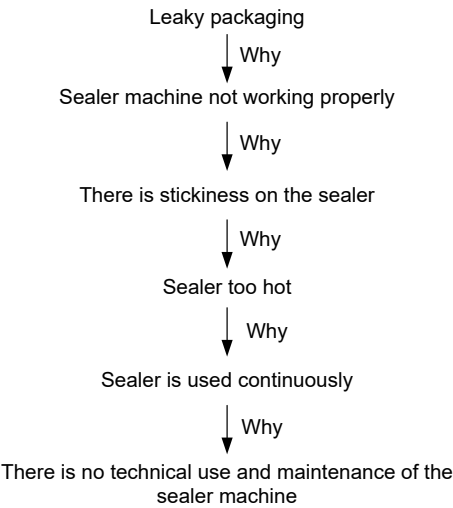 Leaky packaging
Why
Sealer machine not working properly
Why
There is stickiness on the sealer
Why
Sealer too hot
Why
Sealer is used continuously
Why
There is no technical use and maintenance of the
sealer machine